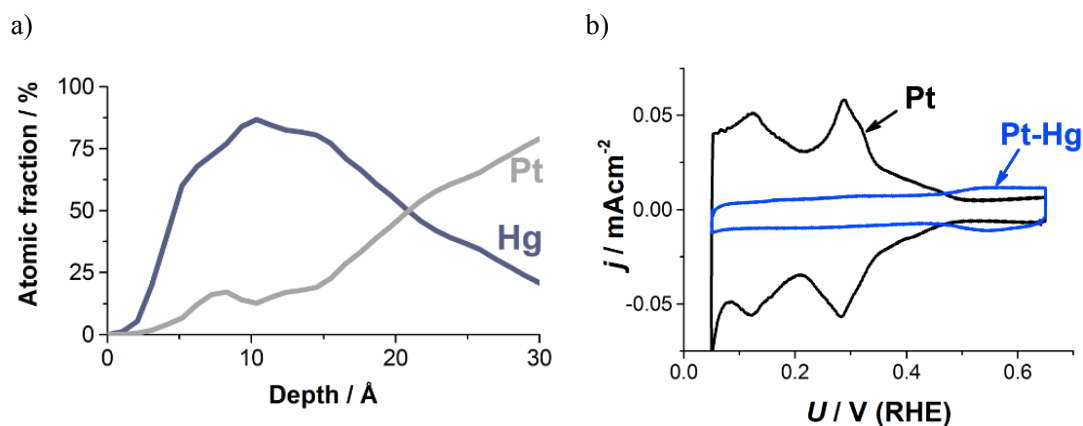 a)
b)
100
75
50
25
0
Atomic fraction / %
Pt
Hg
0
10
20
30
Depth / Å
0.05
0.00
-0.05
j / mAcm⁻²
Pt
Pt-Hg
0.0
0.2
0.4
0.6
U / V (RHE)